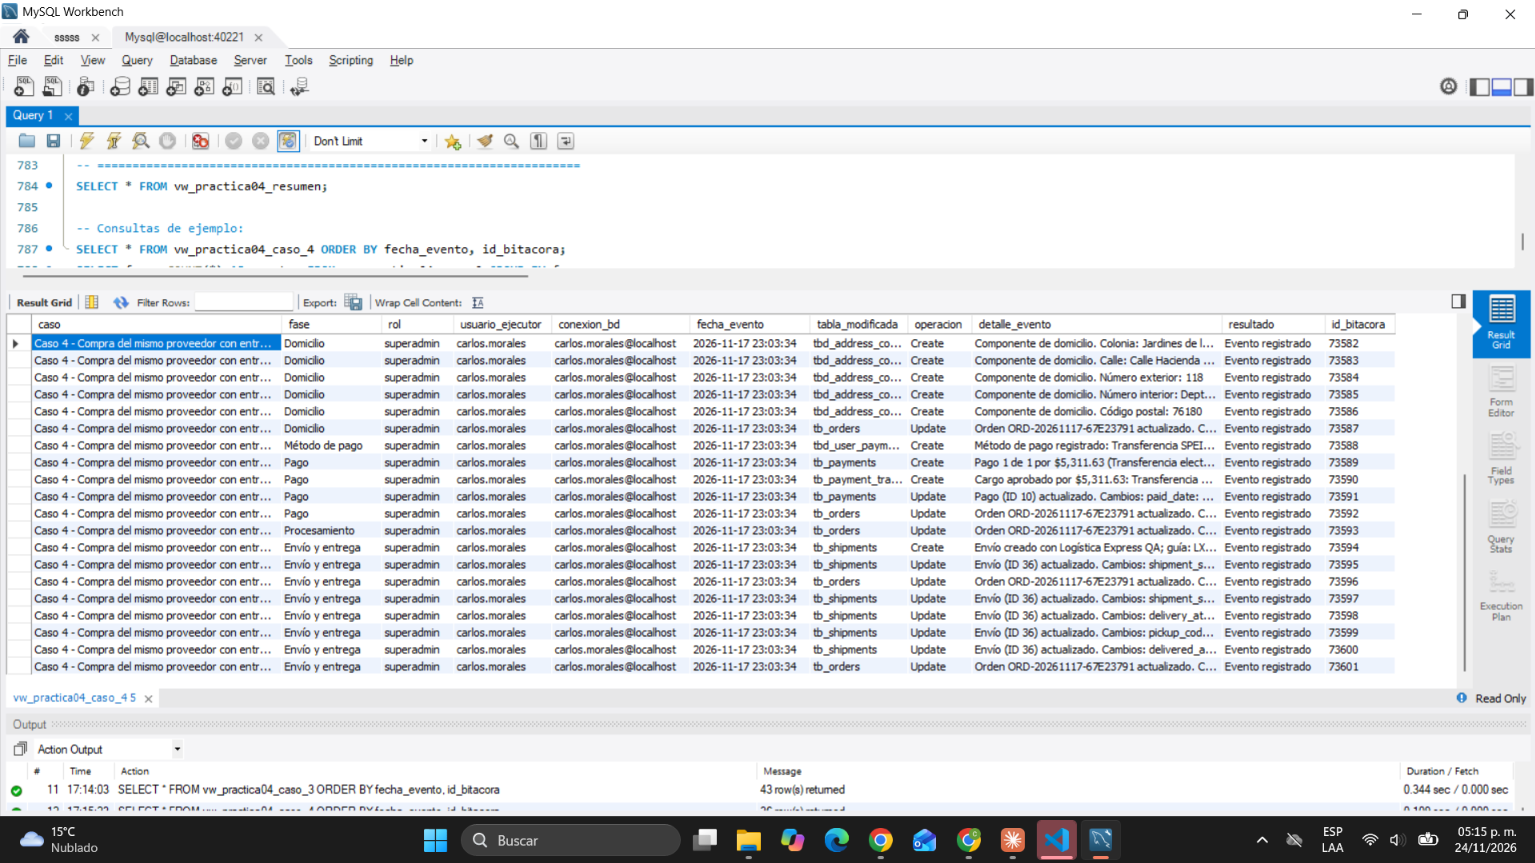 MySQL Workbench
sssss
Mysql@localhost:40221
File Edit View Query Database Server Tools Scripting Help
Query 1
Don't Limit
783 -- =====================================================================
784 SELECT * FROM vw_practica04_resumen;
785
786 -- Consultas de ejemplo:
787 SELECT * FROM vw_practica04_caso_4 ORDER BY fecha_evento, id_bitacora;
Result Grid Filter Rows: Export: Wrap Cell Content:
caso fase rol usuario_ejecutor conexion_bd fecha_evento tabla_modificada operacion detalle_evento resultado id_bitacora
Caso 4 - Compra del mismo proveedor con entr... Domicilio superadmin carlos.morales carlos.morales@localhost 2026-11-17 23:03:34 tbd_address_co... Create Componente de domicilio. Colonia: Jardines de l... Evento registrado 73582
Caso 4 - Compra del mismo proveedor con entr... Domicilio superadmin carlos.morales carlos.morales@localhost 2026-11-17 23:03:34 tbd_address_co... Create Componente de domicilio. Calle: Calle Hacienda ... Evento registrado 73583
Caso 4 - Compra del mismo proveedor con entr... Domicilio superadmin carlos.morales carlos.morales@localhost 2026-11-17 23:03:34 tbd_address_co... Create Componente de domicilio. Número exterior: 118 Evento registrado 73584
Caso 4 - Compra del mismo proveedor con entr... Domicilio superadmin carlos.morales carlos.morales@localhost 2026-11-17 23:03:34 tbd_address_co... Create Componente de domicilio. Número interior: Dept... Evento registrado 73585
Caso 4 - Compra del mismo proveedor con entr... Domicilio superadmin carlos.morales carlos.morales@localhost 2026-11-17 23:03:34 tbd_address_co... Create Componente de domicilio. Código postal: 76180 Evento registrado 73586
Caso 4 - Compra del mismo proveedor con entr... Domicilio superadmin carlos.morales carlos.morales@localhost 2026-11-17 23:03:34 tb_orders Update Orden ORD-20261117-67E23791 actualizado. C... Evento registrado 73587
Caso 4 - Compra del mismo proveedor con entr... Método de pago superadmin carlos.morales carlos.morales@localhost 2026-11-17 23:03:34 tbd_user_paym... Create Método de pago registrado: Transferencia SPEI... Evento registrado 73588
Caso 4 - Compra del mismo proveedor con entr... Pago superadmin carlos.morales carlos.morales@localhost 2026-11-17 23:03:34 tb_payments Create Pago 1 de 1 por $5,311.63 (Transferencia elect... Evento registrado 73589
Caso 4 - Compra del mismo proveedor con entr... Pago superadmin carlos.morales carlos.morales@localhost 2026-11-17 23:03:34 tb_payment_tra... Create Cargo aprobado por $5,311.63: Transferencia ... Evento registrado 73590
Caso 4 - Compra del mismo proveedor con entr... Pago superadmin carlos.morales carlos.morales@localhost 2026-11-17 23:03:34 tb_payments Update Pago (ID 10) actualizado. Cambios: paid_date: ... Evento registrado 73591
Caso 4 - Compra del mismo proveedor con entr... Pago superadmin carlos.morales carlos.morales@localhost 2026-11-17 23:03:34 tb_orders Update Orden ORD-20261117-67E23791 actualizado. C... Evento registrado 73592
Caso 4 - Compra del mismo proveedor con entr... Procesamiento superadmin carlos.morales carlos.morales@localhost 2026-11-17 23:03:34 tb_orders Update Orden ORD-20261117-67E23791 actualizado. C... Evento registrado 73593
Caso 4 - Compra del mismo proveedor con entr... Envío y entrega superadmin carlos.morales carlos.morales@localhost 2026-11-17 23:03:34 tb_shipments Create Envío creado con Logística Express QA; guía: LX... Evento registrado 73594
Caso 4 - Compra del mismo proveedor con entr... Envío y entrega superadmin carlos.morales carlos.morales@localhost 2026-11-17 23:03:34 tb_shipments Update Envío (ID 36) actualizado. Cambios: shipment_s... Evento registrado 73595
Caso 4 - Compra del mismo proveedor con entr... Envío y entrega superadmin carlos.morales carlos.morales@localhost 2026-11-17 23:03:34 tb_orders Update Orden ORD-20261117-67E23791 actualizado. C... Evento registrado 73596
Caso 4 - Compra del mismo proveedor con entr... Envío y entrega superadmin carlos.morales carlos.morales@localhost 2026-11-17 23:03:34 tb_shipments Update Envío (ID 36) actualizado. Cambios: shipment_s... Evento registrado 73597
Caso 4 - Compra del mismo proveedor con entr... Envío y entrega superadmin carlos.morales carlos.morales@localhost 2026-11-17 23:03:34 tb_shipments Update Envío (ID 36) actualizado. Cambios: delivery_at... Evento registrado 73598
Caso 4 - Compra del mismo proveedor con entr... Envío y entrega superadmin carlos.morales carlos.morales@localhost 2026-11-17 23:03:34 tb_shipments Update Envío (ID 36) actualizado. Cambios: pickup_cod... Evento registrado 73599
Caso 4 - Compra del mismo proveedor con entr... Envío y entrega superadmin carlos.morales carlos.morales@localhost 2026-11-17 23:03:34 tb_shipments Update Envío (ID 36) actualizado. Cambios: delivered_a... Evento registrado 73600
Caso 4 - Compra del mismo proveedor con entr... Envío y entrega superadmin carlos.morales carlos.morales@localhost 2026-11-17 23:03:34 tb_orders Update Orden ORD-20261117-67E23791 actualizado. C... Evento registrado 73601
Result
Grid
Form
Editor
Field
Types
Query
Stats
Execution
Plan
vw_practica04_caso_4 5
Read Only
Output
Action Output
# Time Action Message Duration / Fetch
11 17:14:03 SELECT * FROM vw_practica04_caso_3 ORDER BY fecha_evento, id_bitacora 43 row(s) returned 0.344 sec / 0.000 sec
15°C
Nublado
Buscar
ESP
LAA
05:15 p. m.
24/11/2026